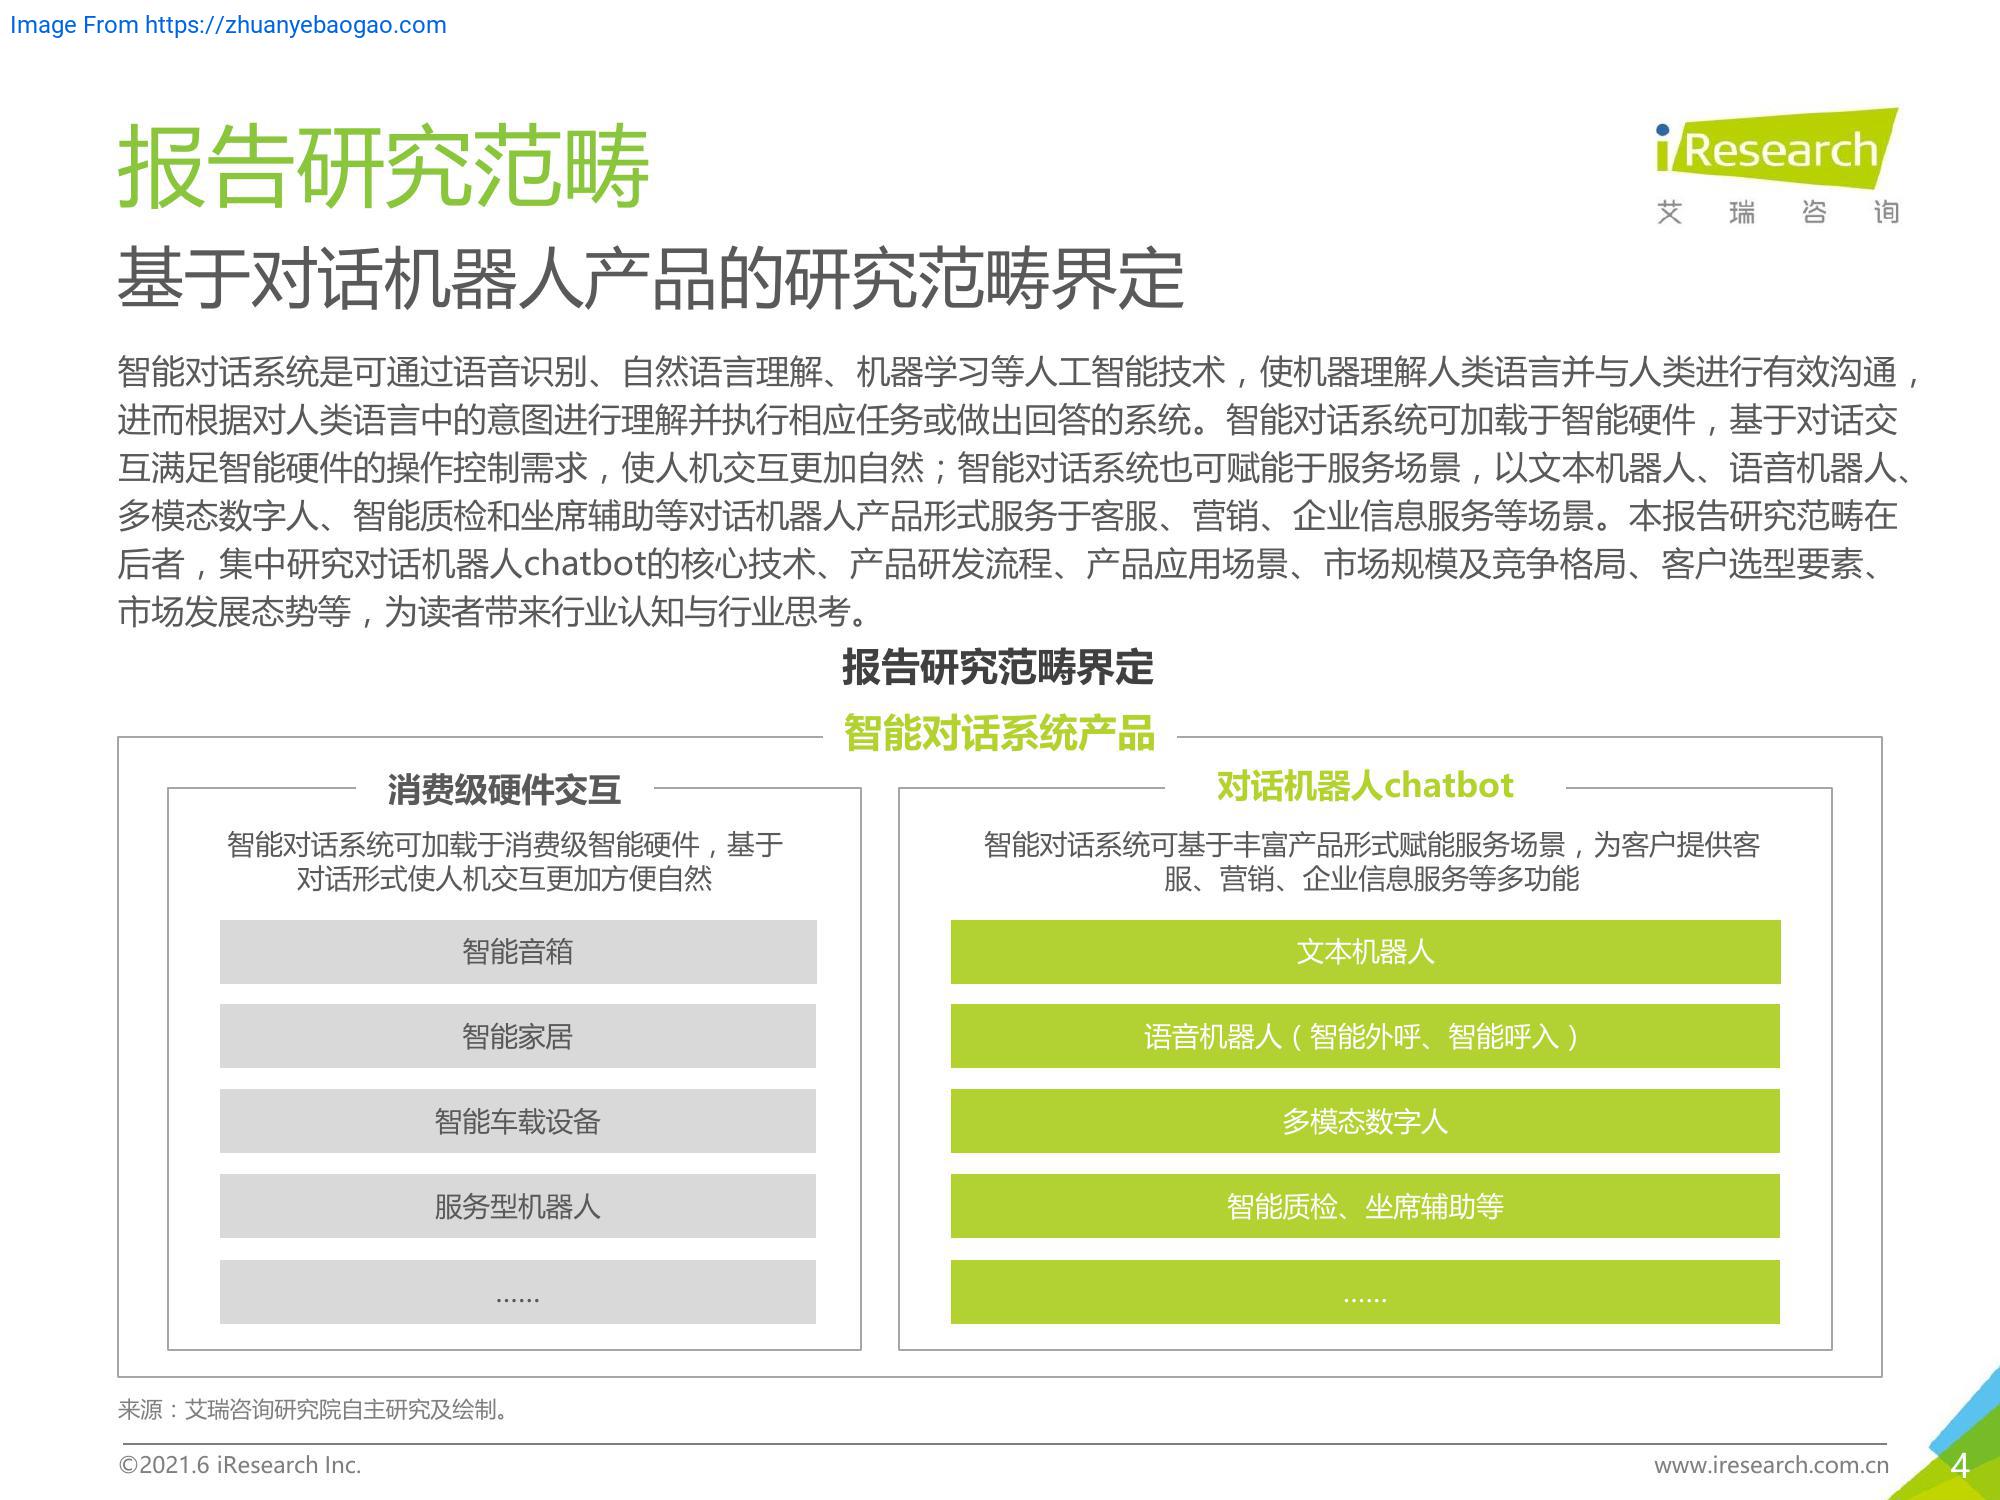 Image From https://zhuanyebaogao.com
报告研究范畴
iResearch
艾瑞咨询
基于对话机器人产品的研究范畴界定
智能对话系统是可通过语音识别、自然语言理解、机器学习等人工智能技术，使机器理解人类语言并与人类进行有效沟通，
进而根据对人类语言中的意图进行理解并执行相应任务或做出回答的系统。智能对话系统可加载于智能硬件，基于对话交
互满足智能硬件的操作控制需求，使人机交互更加自然；智能对话系统也可赋能于服务场景，以文本机器人、语音机器人、
多模态数字人、智能质检和坐席辅助等对话机器人产品形式服务于客服、营销、企业信息服务等场景。本报告研究范畴在
后者，集中研究对话机器人chatbot的核心技术、产品研发流程、产品应用场景、市场规模及竞争格局、客户选型要素、
市场发展态势等，为读者带来行业认知与行业思考。
报告研究范畴界定
智能对话系统产品
消费级硬件交互
智能对话系统可加载于消费级智能硬件，基于
对话形式使人机交互更加方便自然
智能音箱
智能家居
智能车载设备
服务型机器人
……
对话机器人chatbot
智能对话系统可基于丰富产品形式赋能服务场景，为客户提供客
服、营销、企业信息服务等多功能
文本机器人
语音机器人（智能外呼、智能呼入）
多模态数字人
智能质检、坐席辅助等
……
来源：艾瑞咨询研究院自主研究及绘制。
©2021.6 iResearch Inc.
www.iresearch.com.cn
4